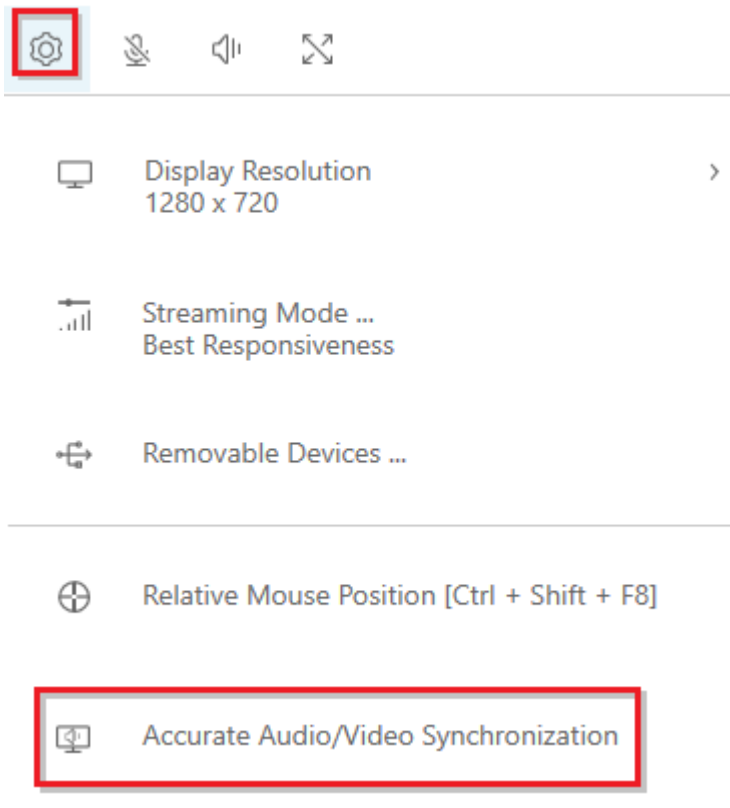 Display Resolution
1280 x 720
Streaming Mode ...
Best Responsiveness
Removable Devices ...
Relative Mouse Position [Ctrl + Shift + F8]
Accurate Audio/Video Synchronization